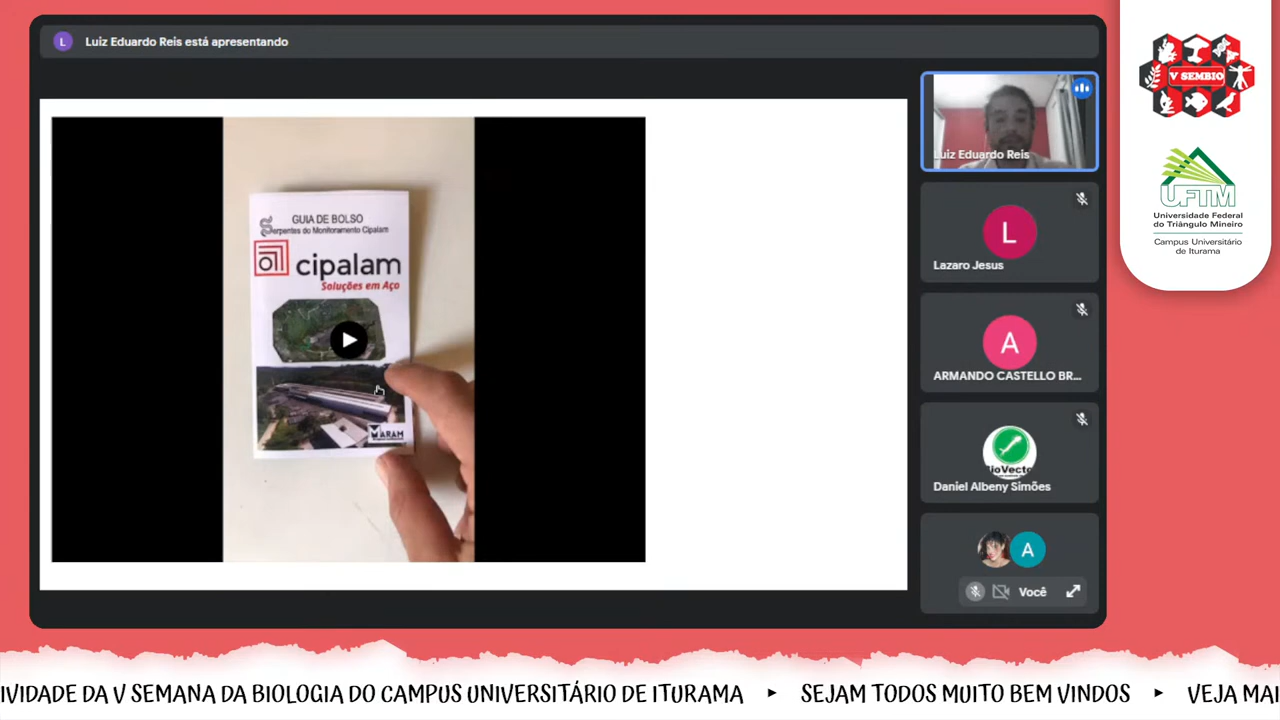 L
Luiz Eduardo Reis está apresentando
GUIA DE BOLSO
Serpentes do Monitoramento Cipalam
cipalam
Soluções em Aço
MARAM
Luiz Eduardo Reis
L
Lazaro Jesus
A
ARMANDO CASTELLO BR...
BioVecto
Daniel Albeny Simões
A
Você
V SEMBIO
UFTM
Universidade Federal
do Triângulo Mineiro
Campus Universitário
de Iturama
IVIDADE DA V SEMANA DA BIOLOGIA DO CAMPUS UNIVERSITÁRIO DE ITURAMA ▸ SEJAM TODOS MUITO BEM VINDOS ▸ VEJA MAI